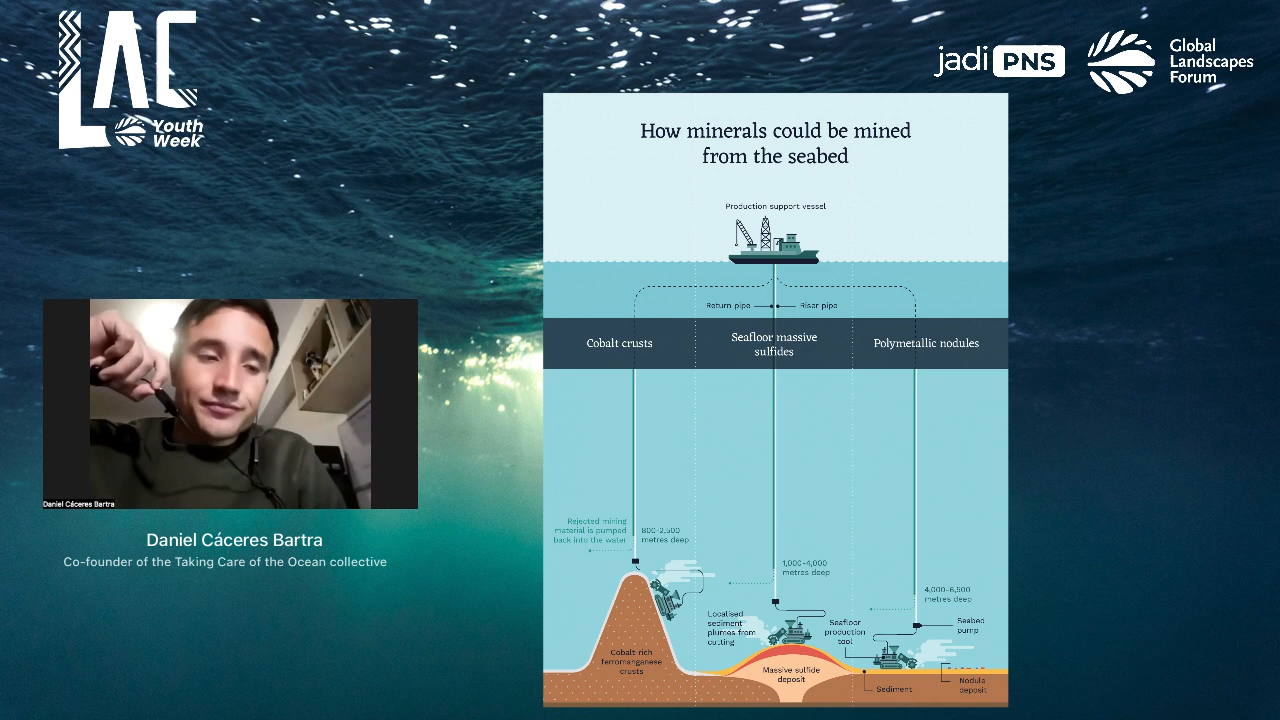 LAC
Youth
Week
jadi PNS
Global
Landscapes
Forum
How minerals could be mined
from the seabed
Production support vessel
Return pipe
Riser pipe
Cobalt crusts
Seafloor massive
sulfides
Polymetallic nodules
Rejected mining
material is pumped
back into the water
800-2,500
metres deep
1,000-4,000
metres deep
4,000-6,500
metres deep
Localised
sediment
plumes from
cutting
Seafloor
production
tool
Seabed
pump
Cobalt-rich
ferromanganese
crusts
Massive sulfide
deposit
Sediment
Nodule
deposit
Daniel Cáceres Bartra
Daniel Cáceres Bartra
Co-founder of the Taking Care of the Ocean collective